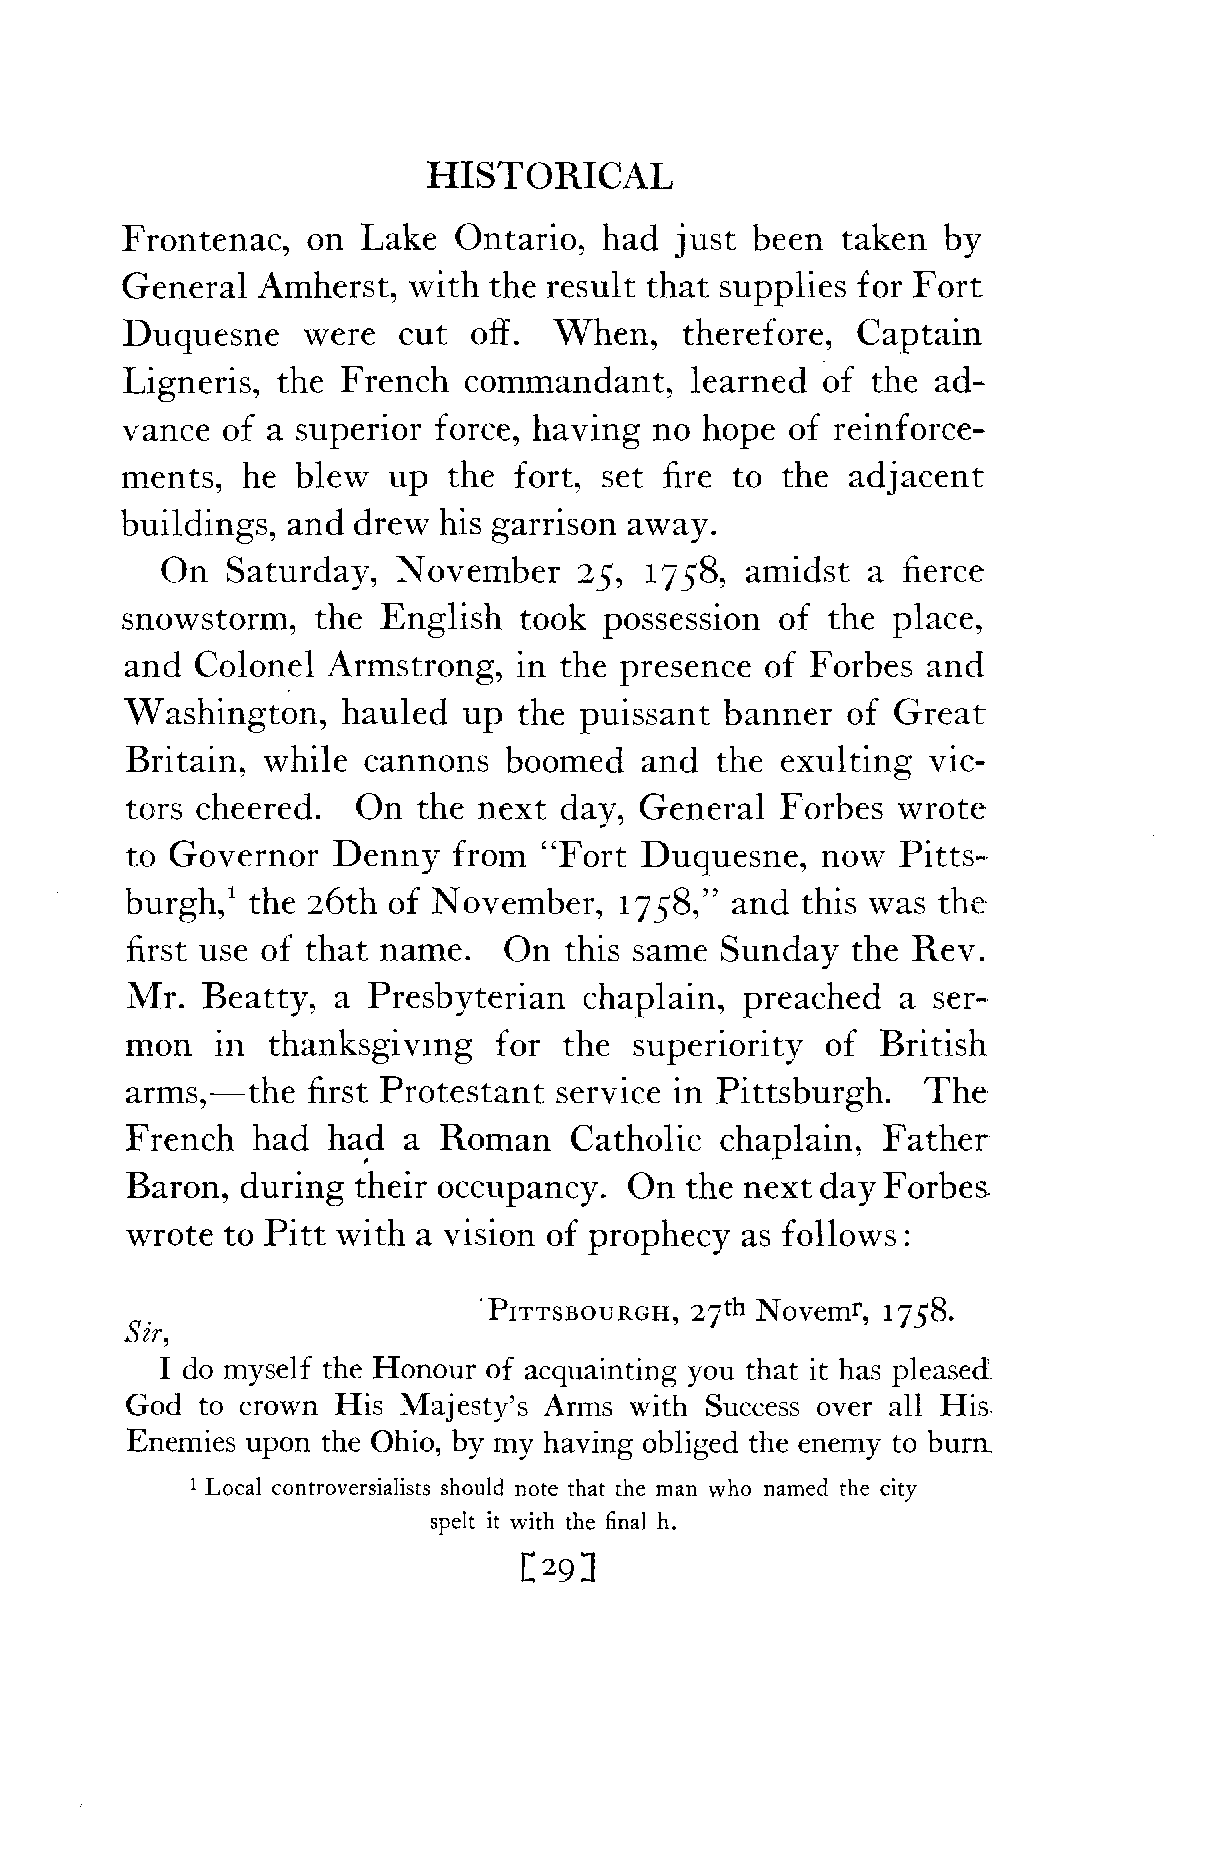 HISTORICAL
Frontenac, on Lake Ontario, had just been taken by
General Amherst, with the result that supplies for Fort
Duquesne were cut off. When, therefore, Captain
Ligneris, the French commandant, learned of the ad-
vance of a superior force, having no hope of reinforce-
ments, he blew up the fort, set fire to the adjacent
buildings, and drew his garrison away.
On Saturday, November 25, 1758, amidst a fierce
snowstorm, the English took possession of the place,
and Colonel Armstrong, in the presence of Forbes and
Washington, hauled up the puissant banner of Great
Britain, while cannons boomed and the exulting vic-
tors cheered. On the next day, General Forbes wrote
to Governor Denny from “Fort Duquesne, now Pitts-
burgh,¹ the 26th of November, 1758,” and this was the
first use of that name. On this same Sunday the Rev.
Mr. Beatty, a Presbyterian chaplain, preached a ser-
mon in thanksgiving for the superiority of British
arms,—the first Protestant service in Pittsburgh. The
French had had a Roman Catholic chaplain, Father
Baron, during their occupancy. On the next day Forbes
wrote to Pitt with a vision of prophecy as follows:
PITTSBOURGH, 27th Novemr, 1758.
Sir,
I do myself the Honour of acquainting you that it has pleased
God to crown His Majesty's Arms with Success over all His
Enemies upon the Ohio, by my having obliged the enemy to burn
¹ Local controversialists should note that the man who named the city
spelt it with the final h.
[29]